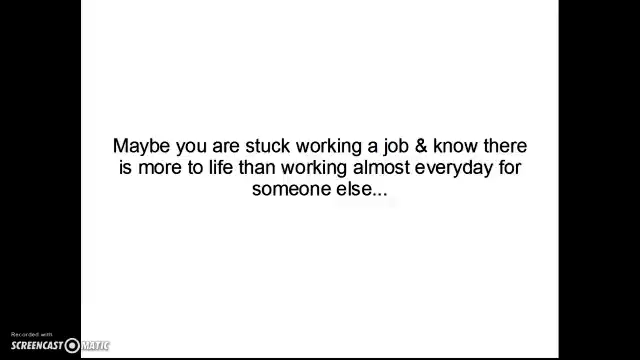 Maybe you are stuck working a job & know there
is more to life than working almost everyday for
someone else...
Recorded with
SCREENCAST MATIC